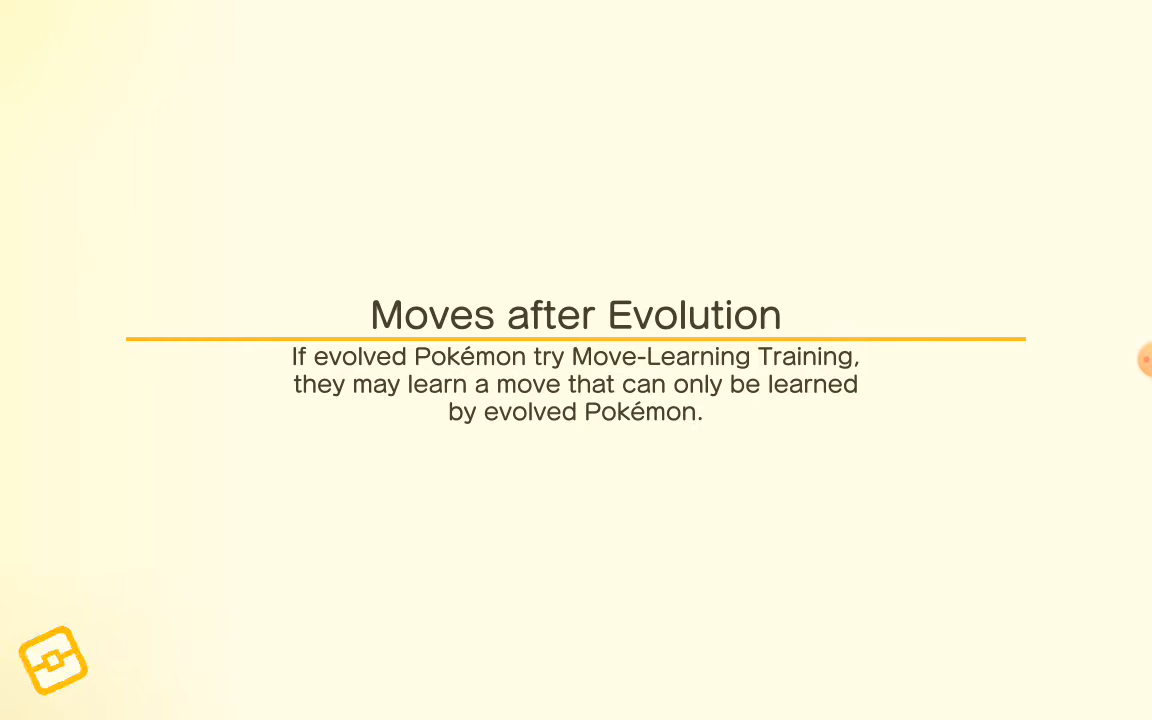 Moves after Evolution
If evolved Pokémon try Move-Learning Training,
they may learn a move that can only be learned
by evolved Pokémon.